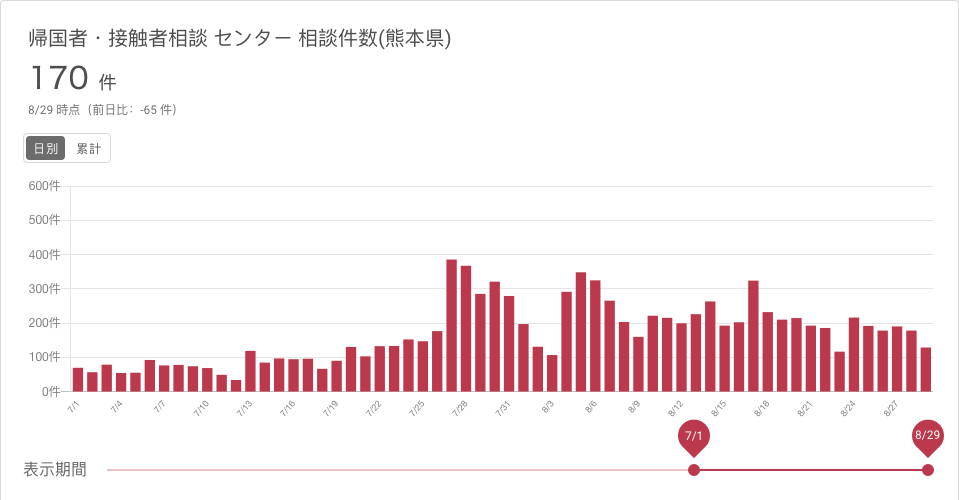 帰国者・接触者相談 センター 相談件数(熊本県)
170 件
8/29 時点（前日比：-65 件）
日別 累計
600件
500件
400件
300件
200件
100件
0件
7/1 7/4 7/7 7/10 7/13 7/16 7/19 7/22 7/25 7/28 7/31 8/3 8/6 8/9 8/12 8/15 8/18 8/21 8/24 8/27
7/1 8/29
表示期間